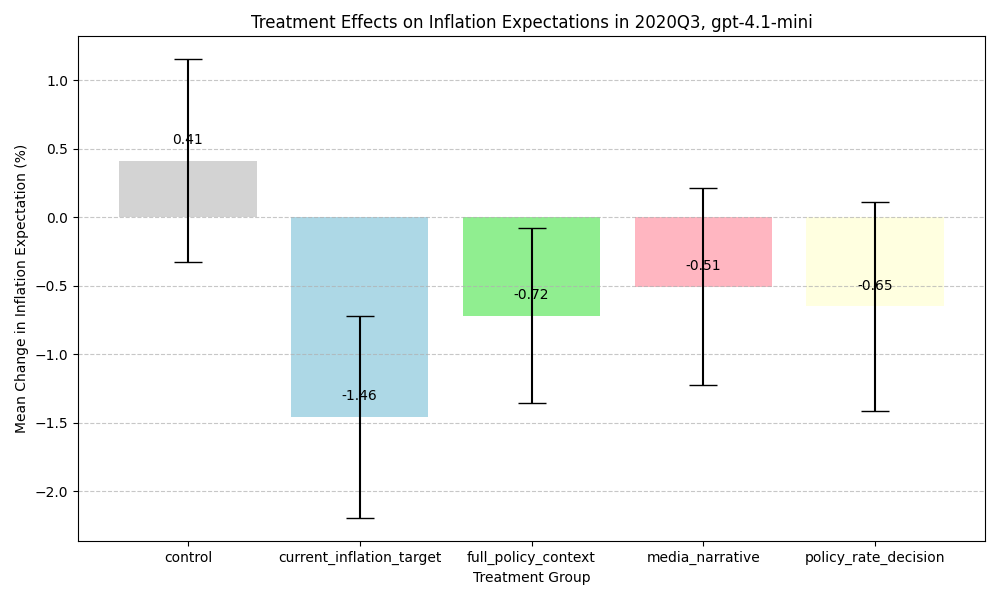 Treatment Effects on Inflation Expectations in 2020Q3, gpt-4.1-mini
Mean Change in Inflation Expectation (%)
1.0
0.5
0.0
−0.5
−1.0
−1.5
−2.0
0.41
-1.46
-0.72
-0.51
-0.65
control
current_inflation_target
full_policy_context
media_narrative
policy_rate_decision
Treatment Group